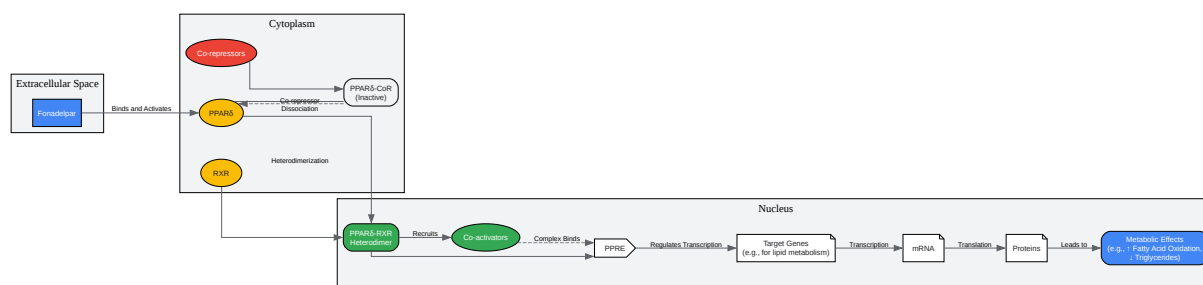 Cytoplasm
Co-repressors
Extracellular Space
PPARδ-CoR
(Inactive)
Fonadelpar
Binds and Activates
PPARδ
Co-repressor
Dissociation
Heterodimerization
RXR
Nucleus
PPARδ-RXR
Heterodimer
Recruits
Co-activators
Complex Binds
PPRE
Regulates Transcription
Target Genes
(e.g., for lipid metabolism)
Transcription
mRNA
Translation
Proteins
Leads to
Metabolic Effects
(e.g., ↑ Fatty Acid Oxidation,
↓ Triglycerides)